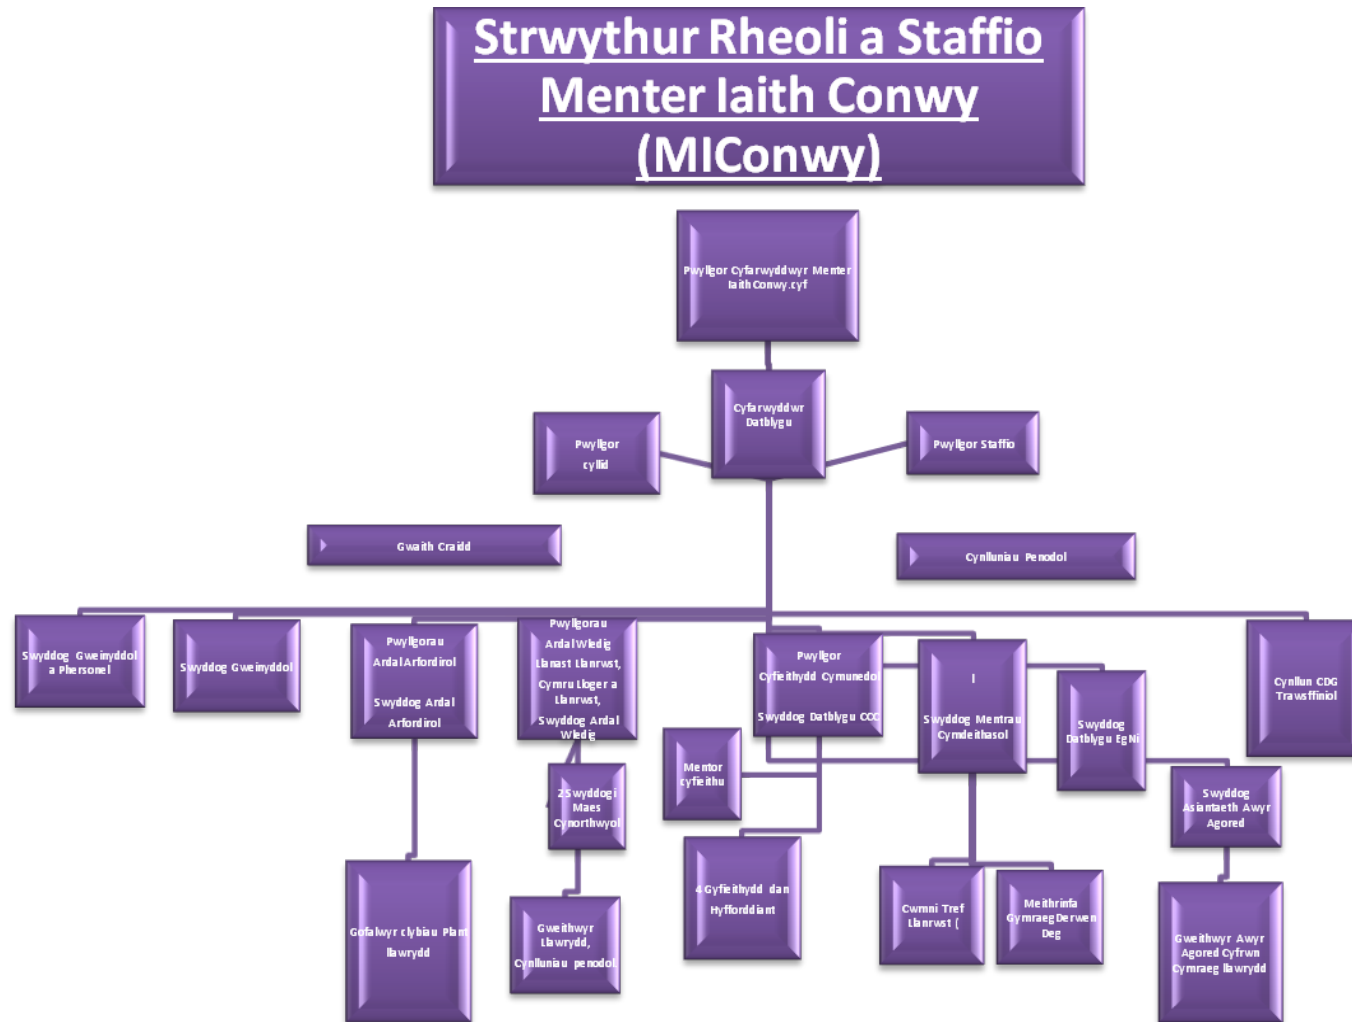 Strwythur Rheoli a Staffio
Menter Iaith Conwy
(MIConwy)
Pwyllgor Cyfarwyddwyr Menter
Iaith Conwy.cyf
Cyfarwyddwr
Datblygu
Pwyllgor
cyllid
Pwyllgor Staffio
Gwaith Craidd
Cynlluniau Penodol
Swyddog Gweinyddol
a Phersonel
Swyddog Gweinyddol
Pwyllgorau
Ardal Arfordirol
Swyddog Ardal
Arfordirol
Pwyllgorau
Ardal Wledig
Llanast Llanrwst,
Cymru Lloger a
Llanrwst,
Swyddog Ardal
Wledig
Pwyllgor
Cyfieithydd Cymunedol
Swyddog Datblygu CCC
I
Swyddog Mentrau
Cymdeithasol
Swyddog
Datblygu EgNi
Cynllun CDG
Trawsffiniol
Mentor
cyfieithu
2 Swyddogi
Maes
Cynorthwyol
Swyddog
Asiantaeth Awyr
Agored
Gofalwyr clybiau Plant
llawrydd
Gweithwyr
Llawrydd,
Cynlluniau penodol.
4 Gyfieithydd dan
Hyfforddiant
Cwmni Tref
Llanrwst (
Meithrinfa
Gymraeg Derwen
Deg
Gweithwyr Awyr
Agored Cyfrwn
Cymraeg llawrydd